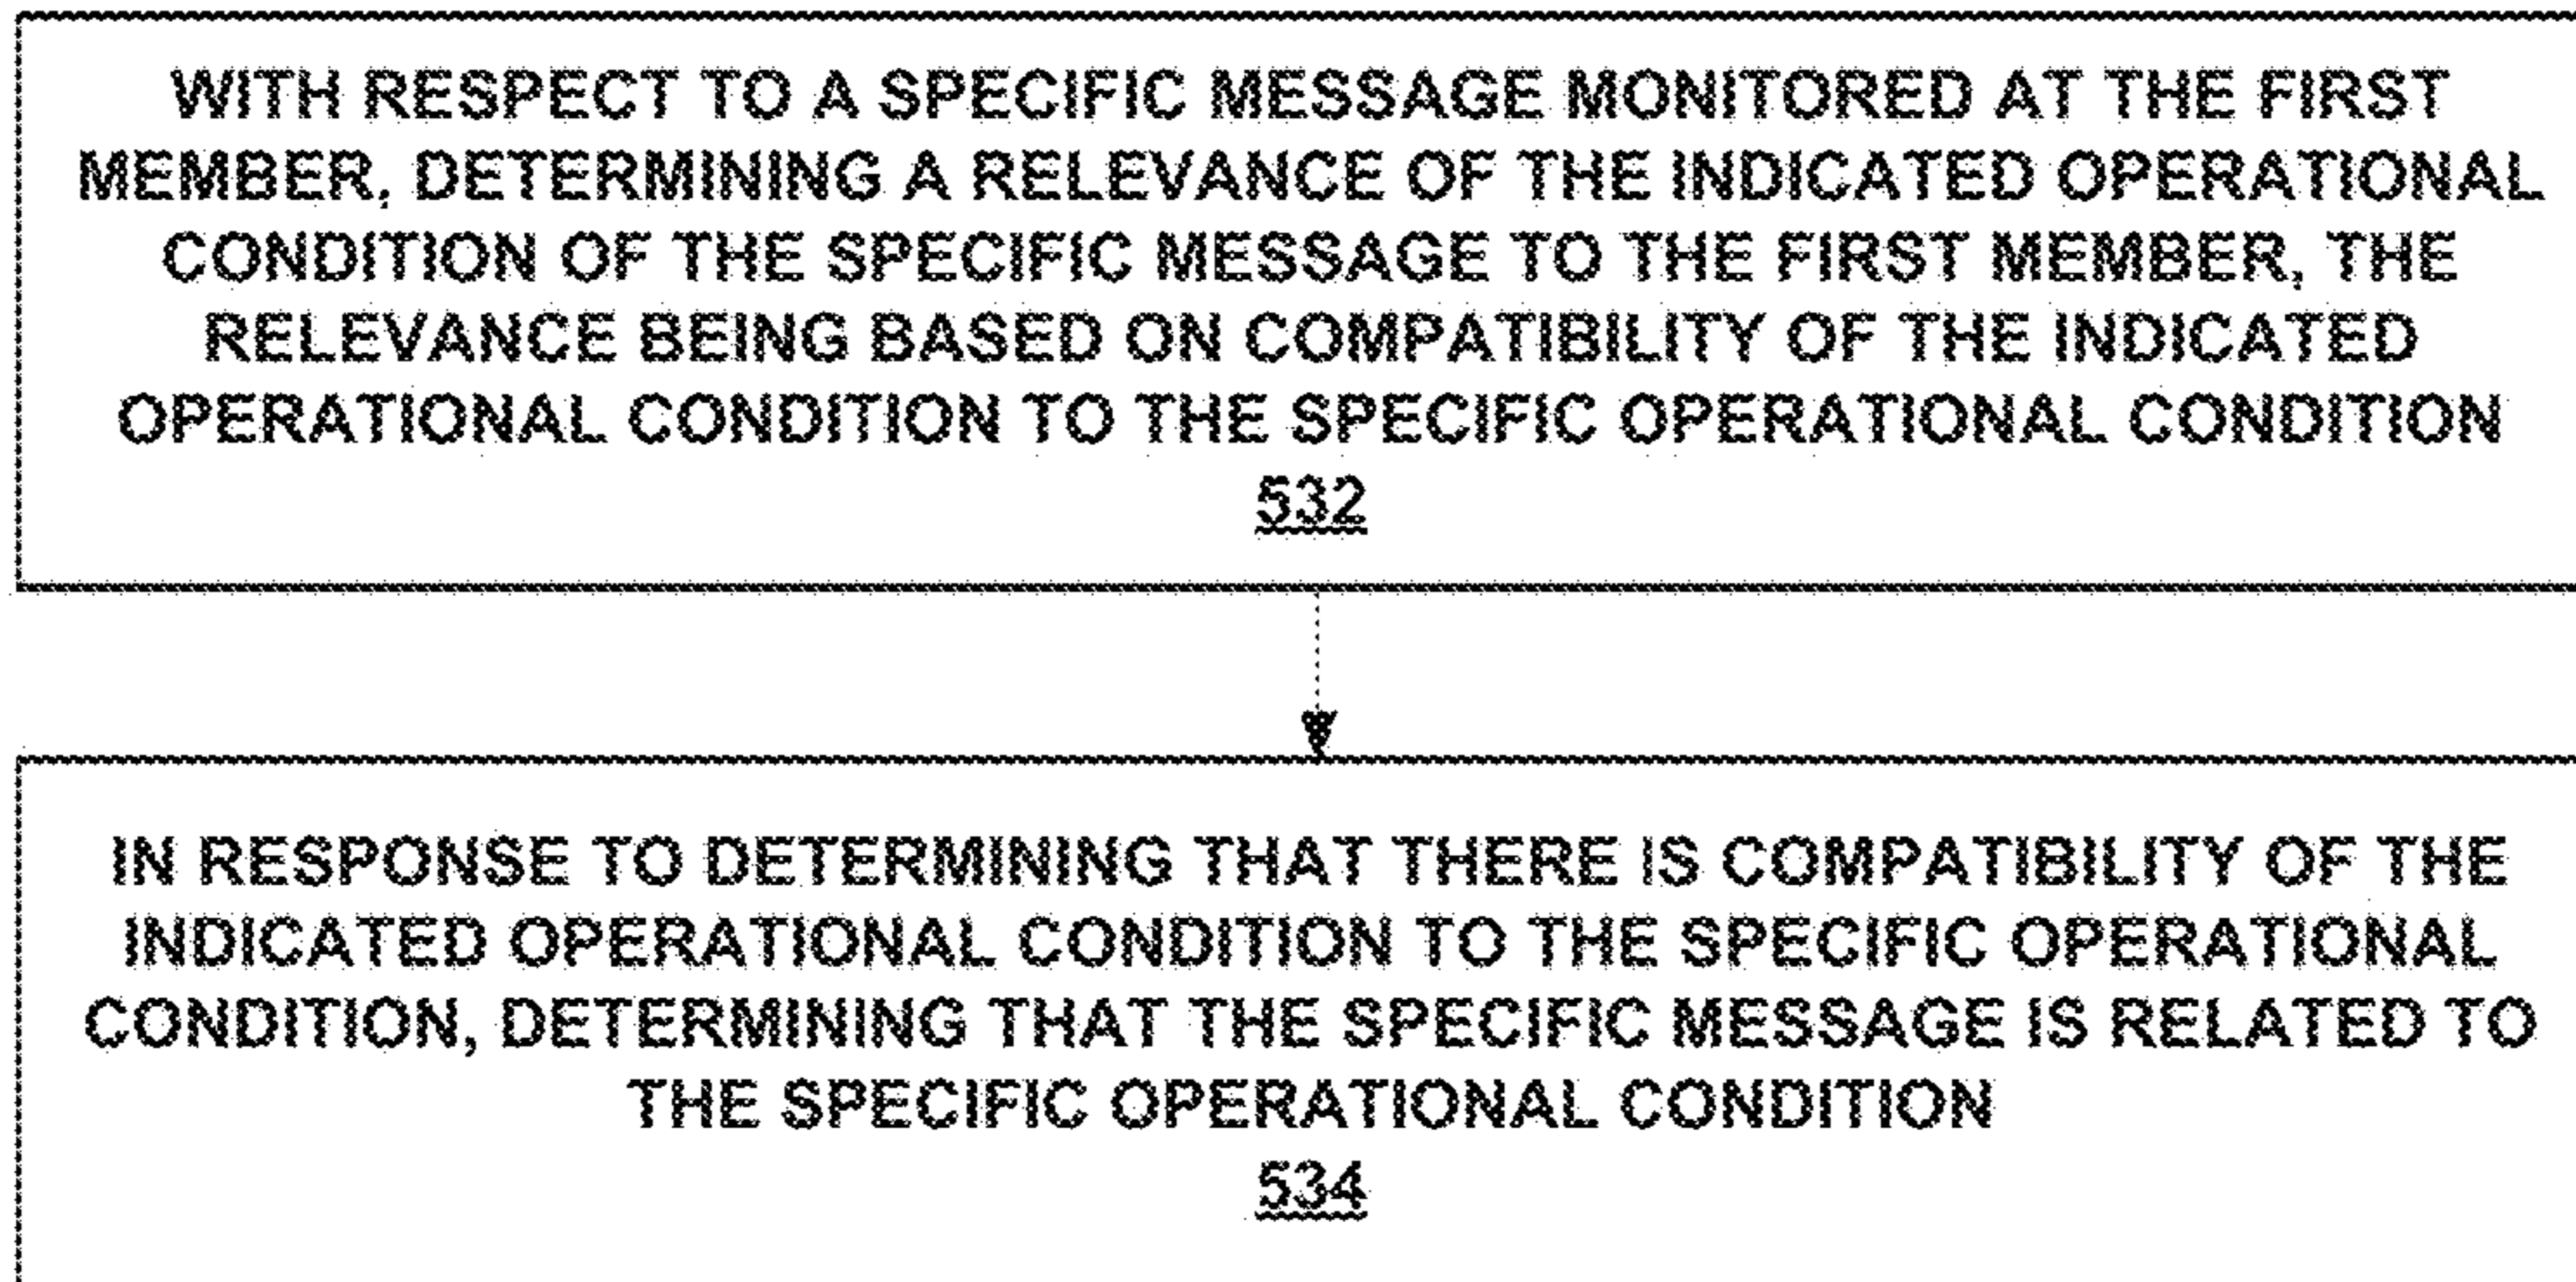 WITH RESPECT TO A SPECIFIC MESSAGE MONITORED AT THE FIRST
MEMBER, DETERMINING A RELEVANCE OF THE INDICATED OPERATIONAL
CONDITION OF THE SPECIFIC MESSAGE TO THE FIRST MEMBER, THE
RELEVANCE BEING BASED ON COMPATIBILITY OF THE INDICATED
OPERATIONAL CONDITION TO THE SPECIFIC OPERATIONAL CONDITION
532
IN RESPONSE TO DETERMINING THAT THERE IS COMPATIBILITY OF THE
INDICATED OPERATIONAL CONDITION TO THE SPECIFIC OPERATIONAL
CONDITION, DETERMINING THAT THE SPECIFIC MESSAGE IS RELATED TO
THE SPECIFIC OPERATIONAL CONDITION
534